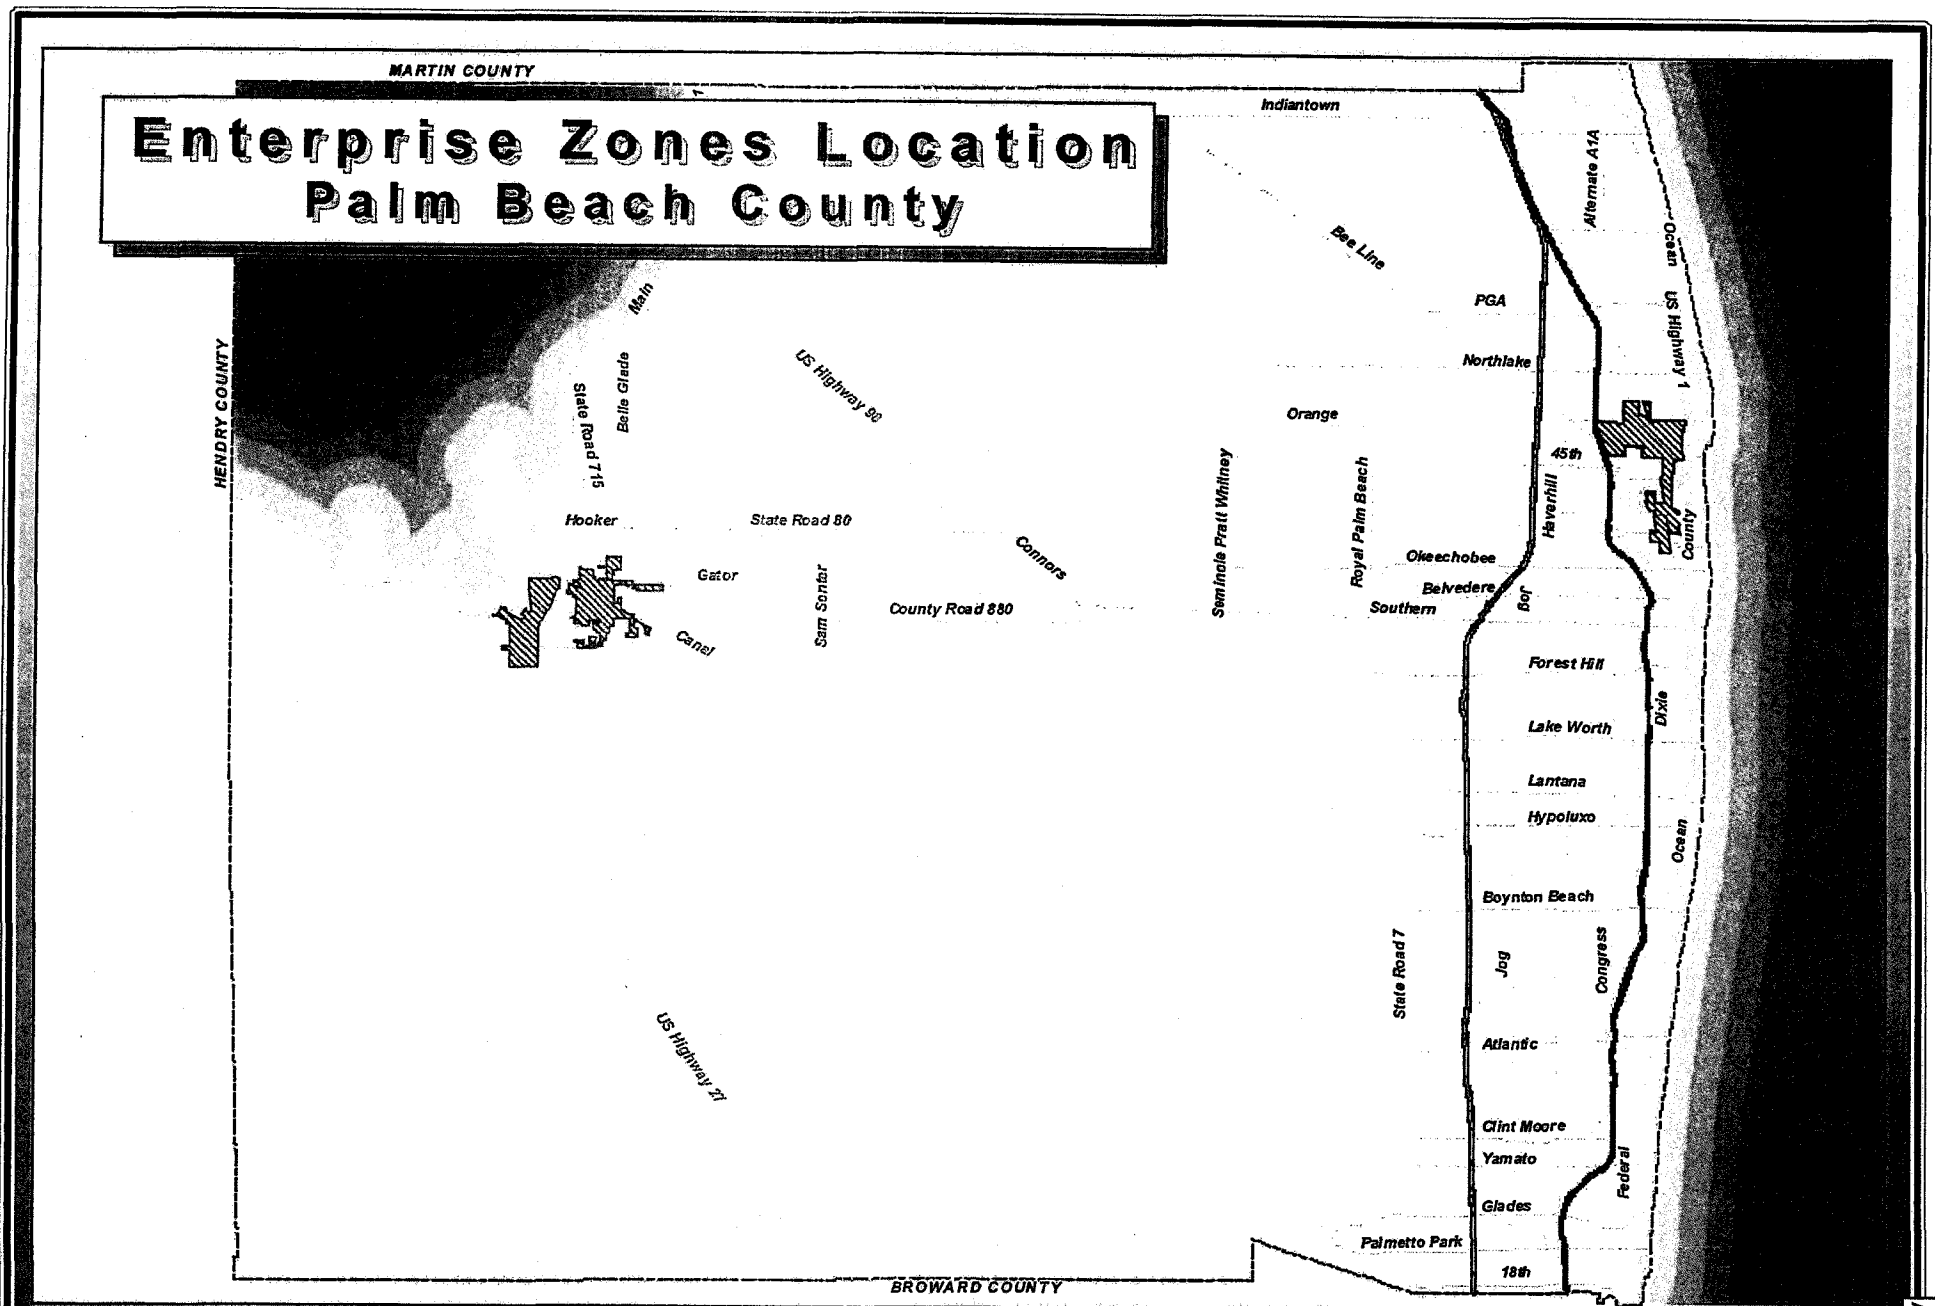 MARTIN COUNTY
Enterprise Zones Location
Palm Beach County
Indiantown
Alternate A1A
Ocean
Bee Line
Main
PGA
US Highway 1
HENDRY COUNTY
Belle Glade
US Highway 98
Northlake
State Road 715
Orange
45th
Seminole Pratt Whitney
Royal Palm Beach
Haverhill
Hooker
State Road 80
County
Connors
Okeechobee
Gator
Belvedere
Jog
Sam Senter
County Road 880
Southern
Canal
Forest Hill
Dixie
Lake Worth
Lantana
Hypoluxo
Ocean
Boynton Beach
State Road 7
Jog
Congress
US Highway 27
Atlantic
Clint Moore
Yamato
Federal
Glades
Palmetto Park
18th
BROWARD COUNTY